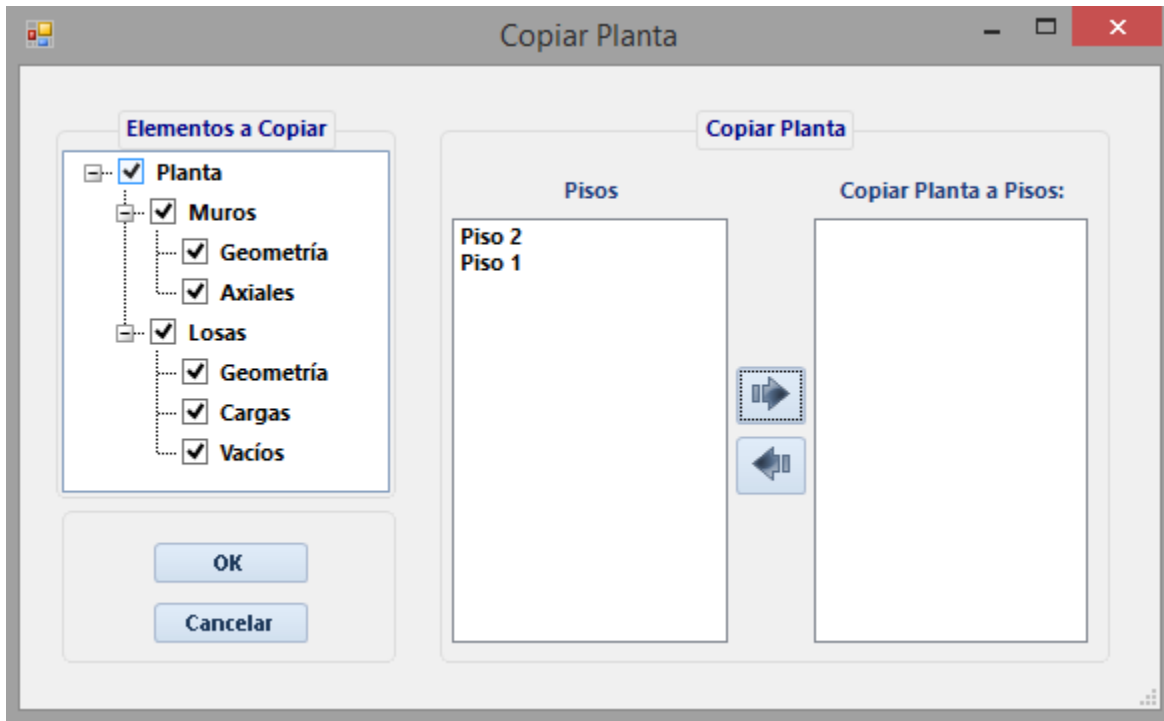 Copiar Planta
Elementos a Copiar
Planta
Muros
Geometría
Axiales
Losas
Geometría
Cargas
Vacíos
OK
Cancelar
Copiar Planta
Pisos
Piso 2
Piso 1
Copiar Planta a Pisos: